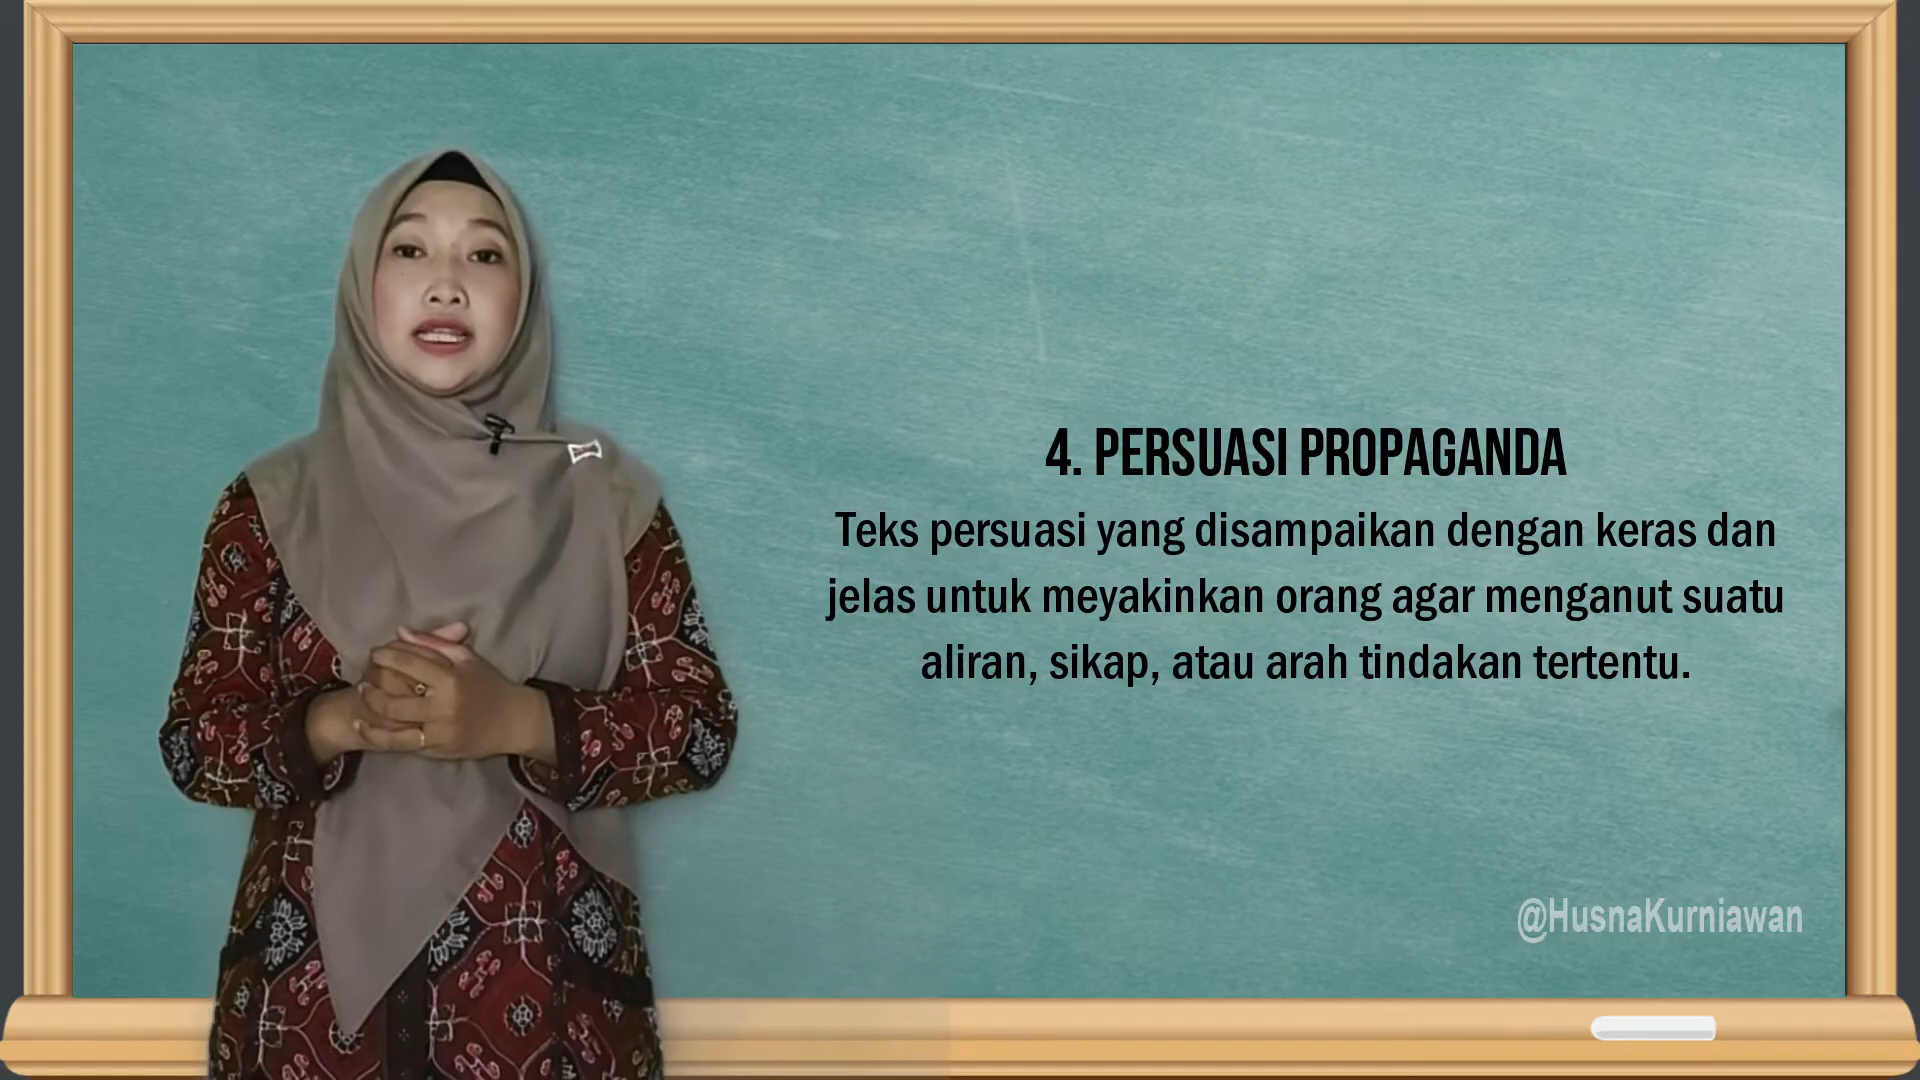 4. PERSUASI PROPAGANDA
Teks persuasi yang disampaikan dengan keras dan
jelas untuk meyakinkan orang agar menganut suatu
aliran, sikap, atau arah tindakan tertentu.
@HusnaKurniawan